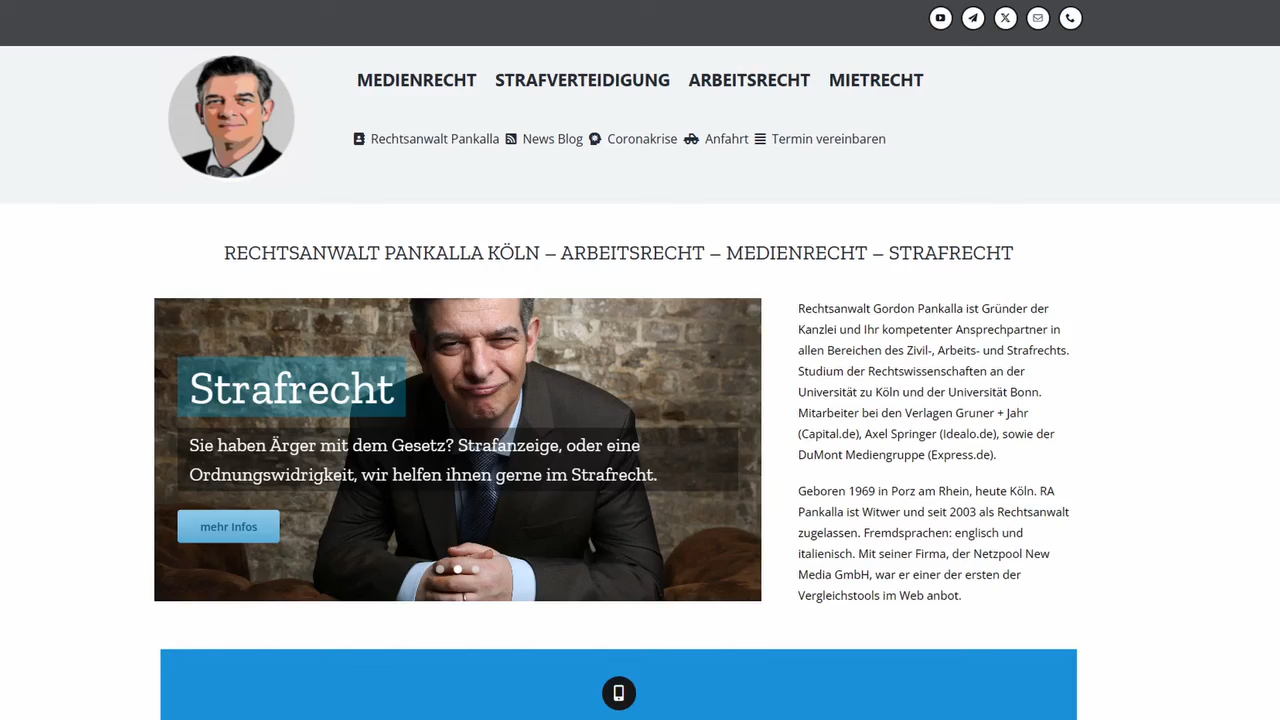 MEDIENRECHT STRAFVERTEIDIGUNG ARBEITSRECHT MIETRECHT
Rechtsanwalt Pankalla News Blog Coronakrise Anfahrt Termin vereinbaren
RECHTSANWALT PANKALLA KÖLN – ARBEITSRECHT – MEDIENRECHT – STRAFRECHT
Strafrecht
Sie haben Ärger mit dem Gesetz? Strafanzeige, oder eine
Ordnungswidrigkeit, wir helfen ihnen gerne im Strafrecht.
mehr Infos
Rechtsanwalt Gordon Pankalla ist Gründer der
Kanzlei und Ihr kompetenter Ansprechpartner in
allen Bereichen des Zivil-, Arbeits- und Strafrechts.
Studium der Rechtswissenschaften an der
Universität zu Köln und der Universität Bonn.
Mitarbeiter bei den Verlagen Gruner + Jahr
(Capital.de), Axel Springer (Idealo.de), sowie der
DuMont Mediengruppe (Express.de).
Geboren 1969 in Porz am Rhein, heute Köln. RA
Pankalla ist Witwer und seit 2003 als Rechtsanwalt
zugelassen. Fremdsprachen: englisch und
italienisch. Mit seiner Firma, der Netzpool New
Media GmbH, war er einer der ersten der
Vergleichstools im Web anbot.